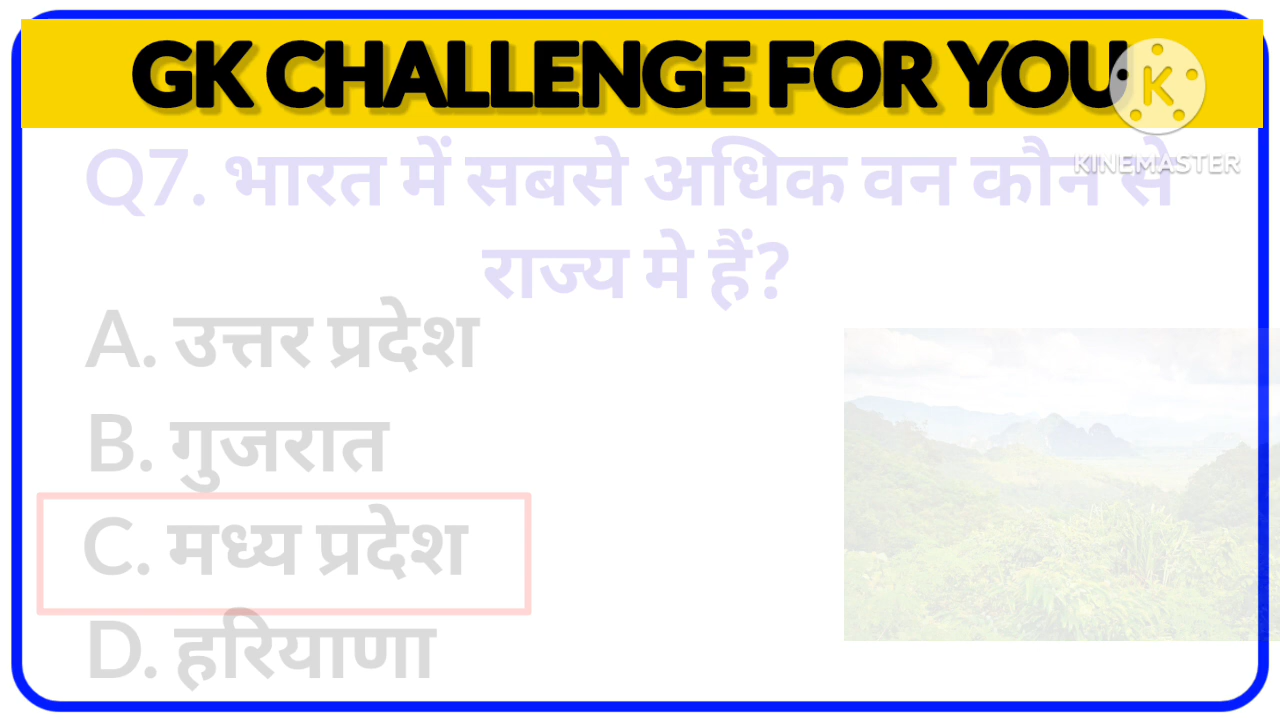 GK CHALLENGE FOR YOU
K
KINEMASTER
Q7. भारत में सबसे अधिक वन कौन से
राज्य मे हैं?
A. उत्तर प्रदेश
B. गुजरात
C. मध्य प्रदेश
D. हरियाणा